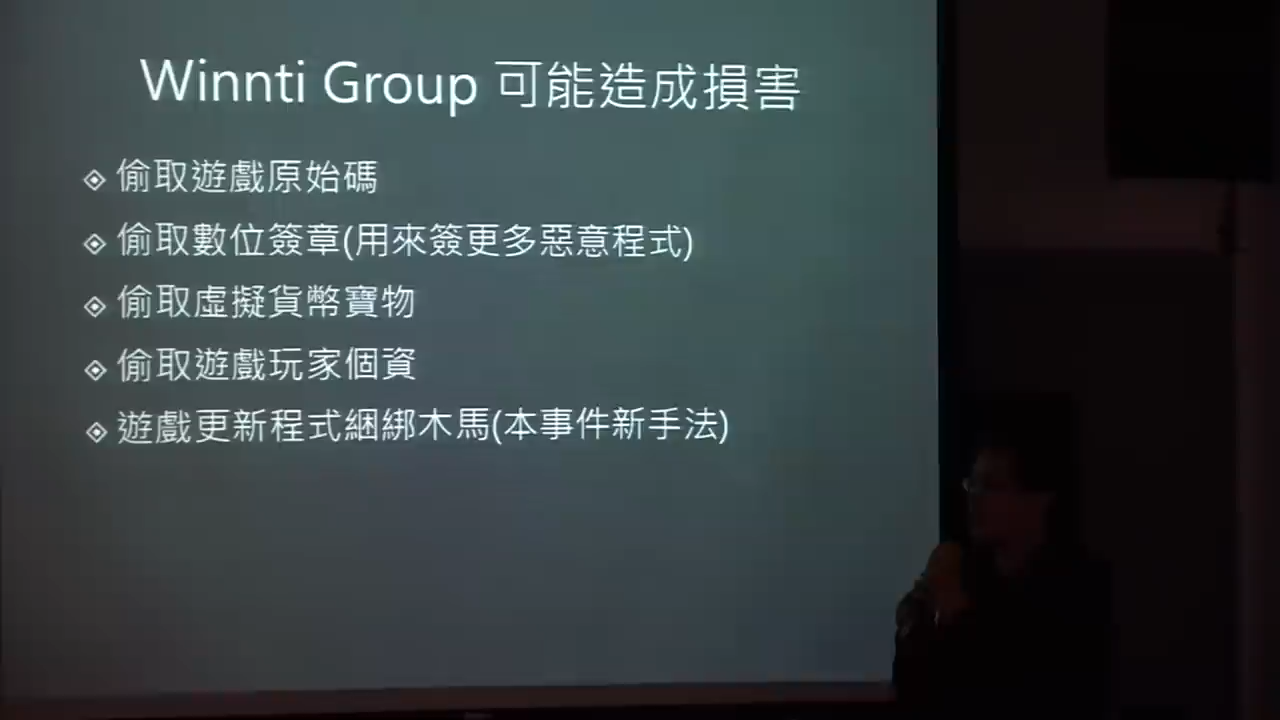 Winnti Group 可能造成損害
偷取遊戲原始碼
偷取數位簽章(用來簽更多惡意程式)
偷取虛擬貨幣寶物
偷取遊戲玩家個資
遊戲更新程式綑綁木馬(本事件新手法)